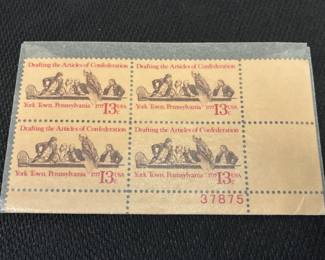 Drafting the Articles of Confederation Drafting the Articles of Confederation
York Town, Pennsylvania 1777 13c USA York Town, Pennsylvania 1777 13c USA
Drafting the Articles of Confederation Drafting the Articles of Confederation
York Town, Pennsylvania 1777 13c USA York Town, Pennsylvania 1777 13c USA
37875